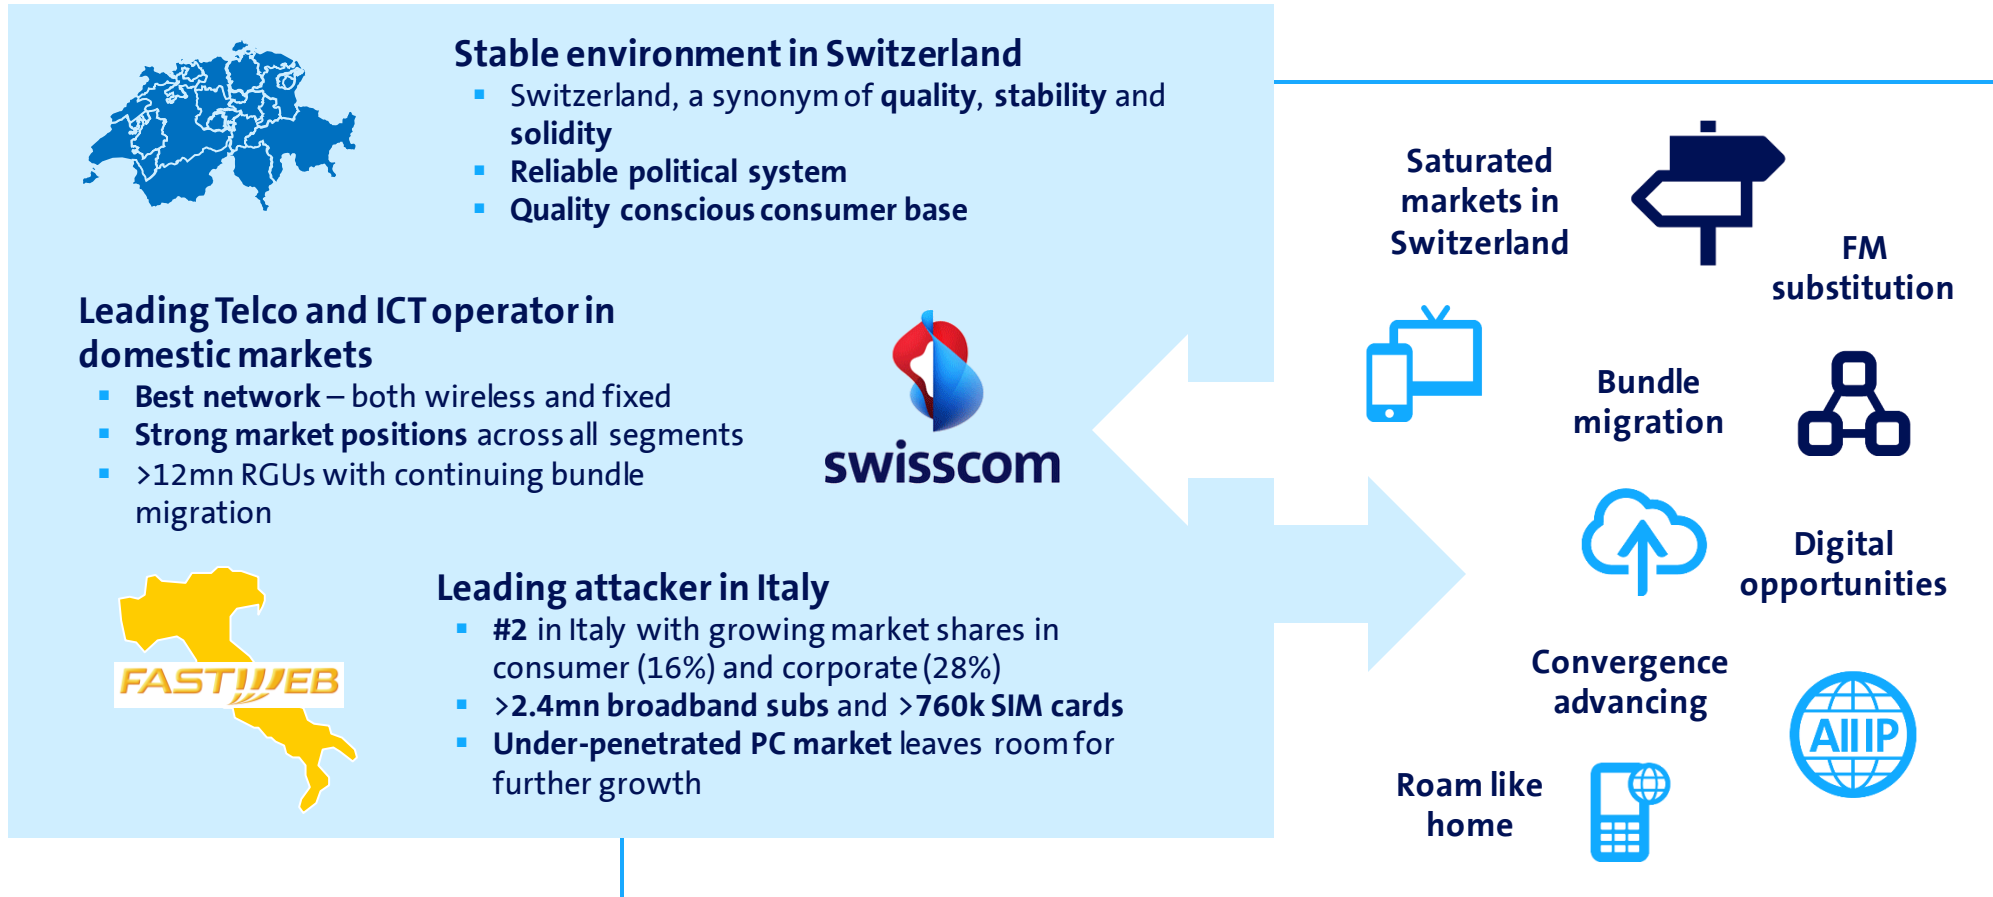 Stable environment in Switzerland
▪ Switzerland, a synonym of quality, stability and
solidity
▪ Reliable political system
▪ Quality conscious consumer base
Leading Telco and ICT operator in
domestic markets
▪ Best network – both wireless and fixed
▪ Strong market positions across all segments
▪ >12mn RGUs with continuing bundle
migration
swisscom
FASTWEB
Leading attacker in Italy
▪ #2 in Italy with growing market shares in
consumer (16%) and corporate (28%)
▪ >2.4mn broadband subs and >760k SIM cards
▪ Under-penetrated PC market leaves room for
further growth
Saturated
markets in
Switzerland
FM
substitution
Bundle
migration
Digital
opportunities
Convergence
advancing
All IP
Roam like
home